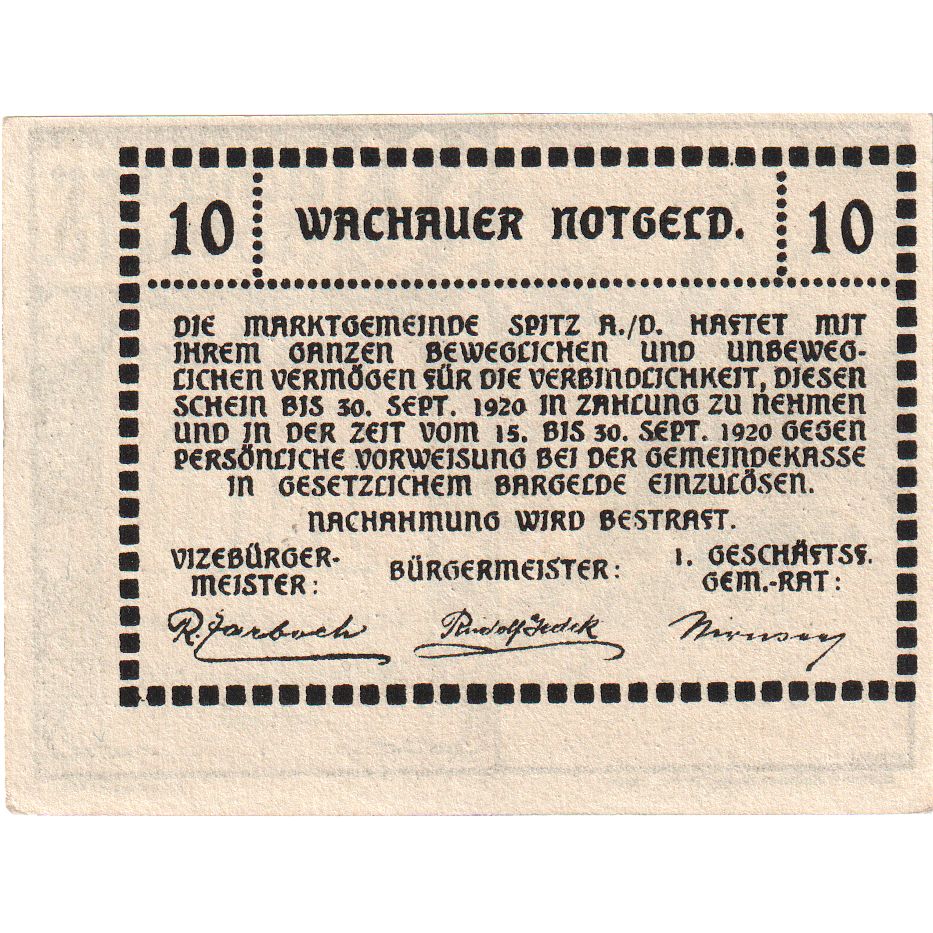 10 WACHAUER NOTGELD. 10
DIE MARKTGEMEINDE SPITZ A./D. HAFTET MIT
IHREM GANZEN BEWEGLICHEN UND UNBEWEG-
LICHEN VERMÖGEN FÜR DIE VERBINDLICHKEIT, DIESEN
SCHEIN BIS 30. SEPT. 1920 IN ZAHLUNG ZU NEHMEN
UND IN DER ZEIT VOM 15. BIS 30. SEPT. 1920 GEGEN
PERSÖNLICHE VORWEISUNG BEI DER GEMEINDEKASSE
IN GESETZLICHEM BARGELDE EINZULÖSEN.
NACHAHMUNG WIRD BESTRAFT.
VIZEBÜRGER-
MEISTER:
BÜRGERMEISTER:
1. GESCHÄFTSF.
GEM.-RAT:
R.
Rudolf